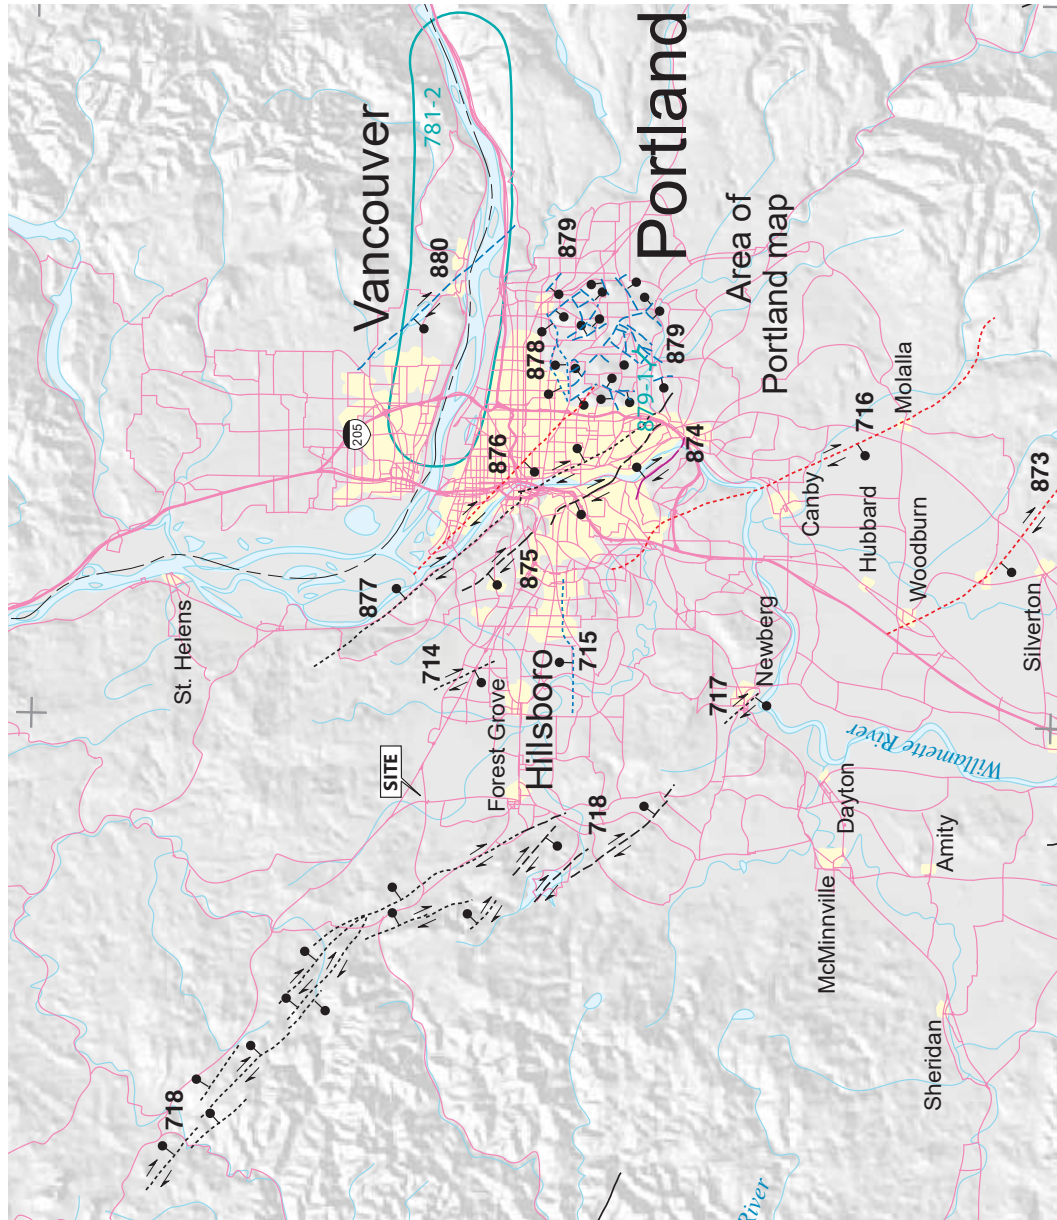 Vancouver
781-2
Portland
880
879
Area of
Portland map
878
879
879-
205
876
874
716
Molalla
Canby
Hubbard
873
Woodburn
877
875
St. Helens
714
715
Silverton
Newberg
717
Hillsboro
Forest Grove
SITE
Willamette River
718
Dayton
Amity
McMinnville
Sheridan
718
River